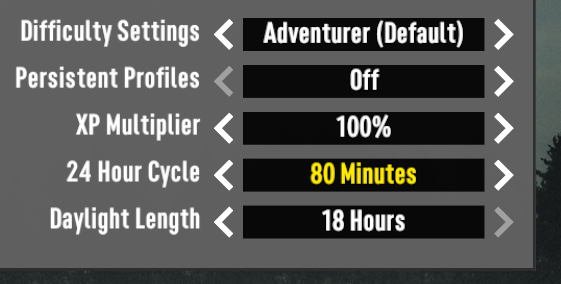 Difficulty Settings Adventurer (Default)
Persistent Profiles Off
XP Multiplier 100%
24 Hour Cycle 80 Minutes
Daylight Length 18 Hours